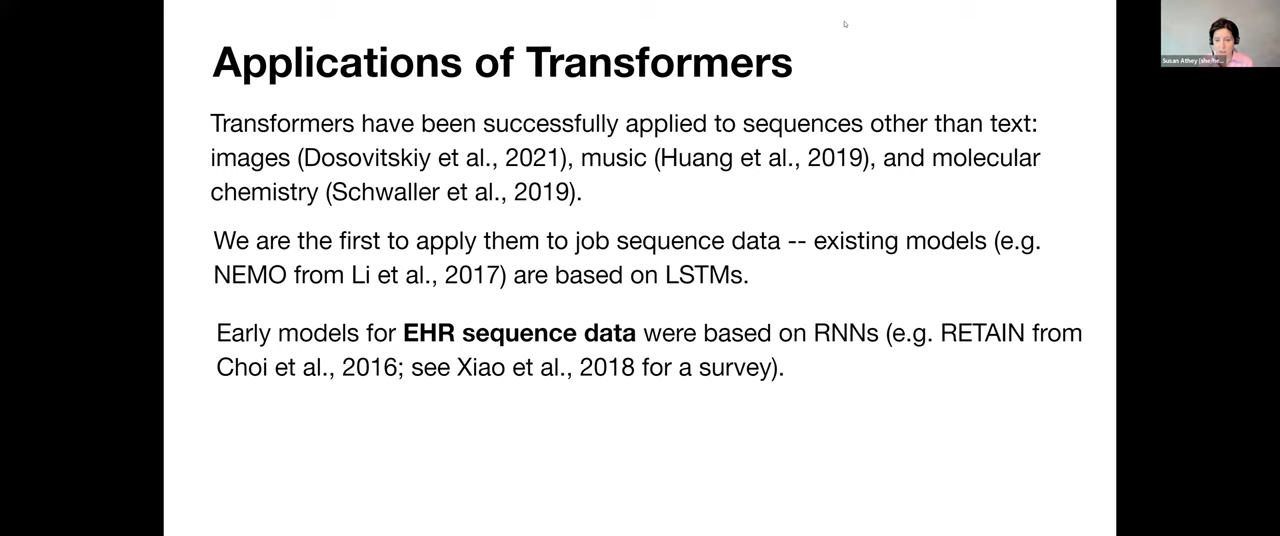 Applications of Transformers
Susan Athey (she/he...
Transformers have been successfully applied to sequences other than text:
images (Dosovitskiy et al., 2021), music (Huang et al., 2019), and molecular
chemistry (Schwaller et al., 2019).
We are the first to apply them to job sequence data -- existing models (e.g.
NEMO from Li et al., 2017) are based on LSTMs.
Early models for EHR sequence data were based on RNNs (e.g. RETAIN from
Choi et al., 2016; see Xiao et al., 2018 for a survey).